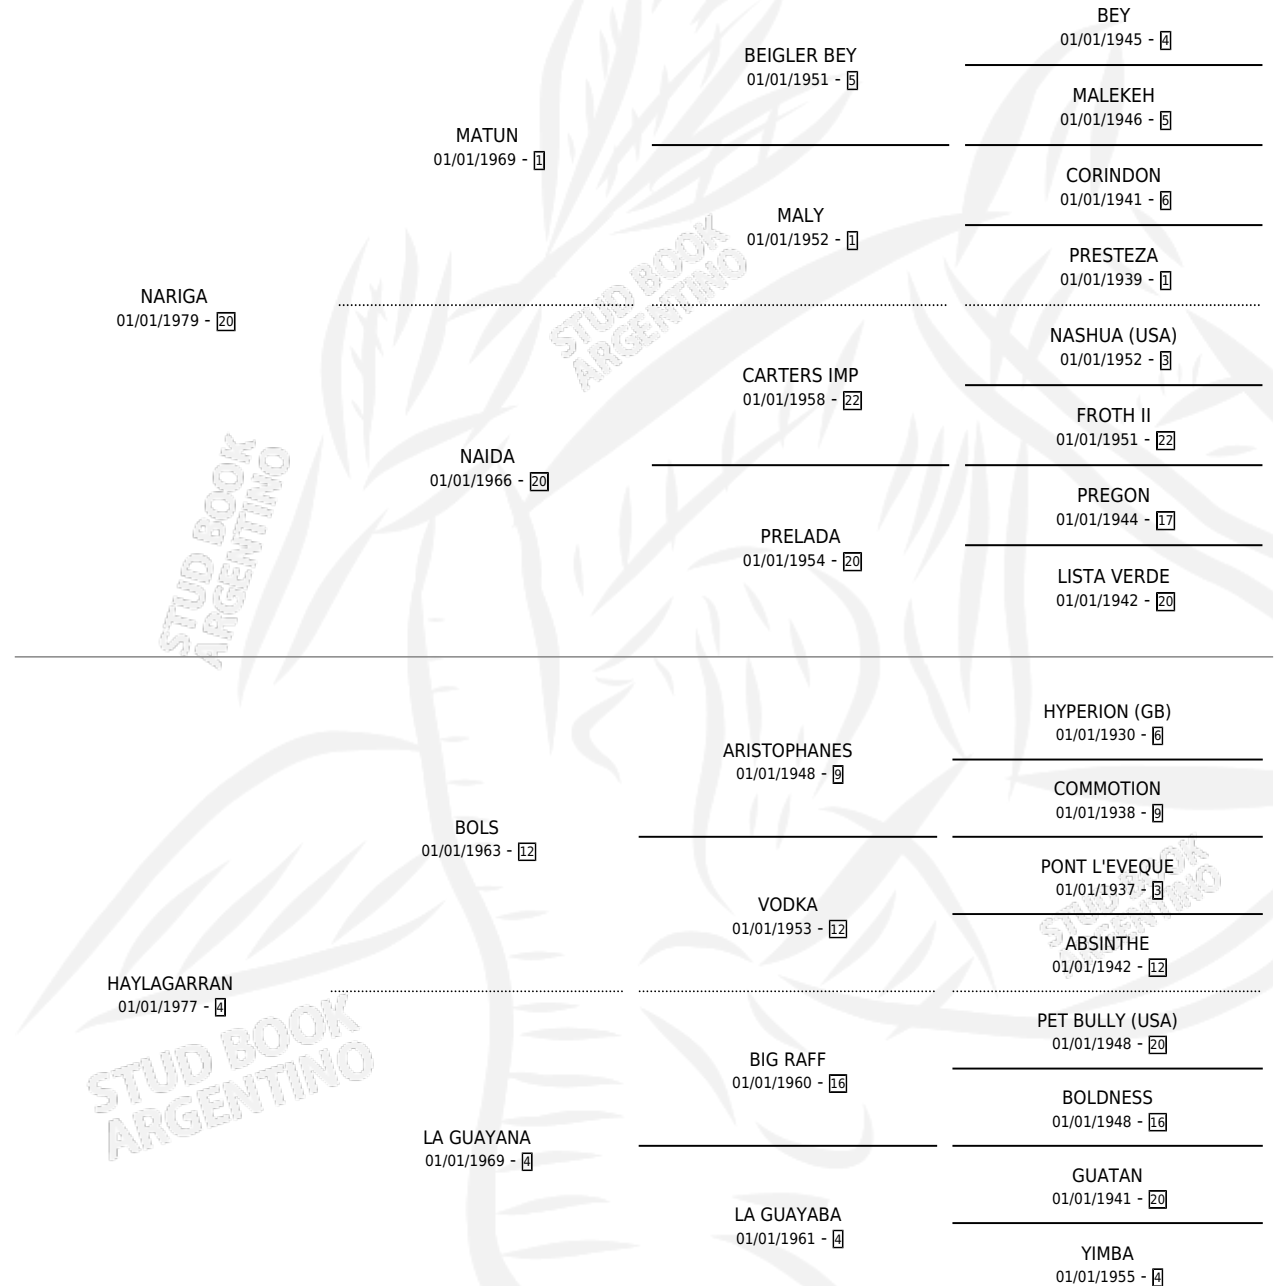 BEY
01/01/1945 - 4
BEIGLER BEY
01/01/1951 - 5
MALEKEH
01/01/1946 - 5
MATUN
01/01/1969 - 1
CORINDON
01/01/1941 - 6
MALY
01/01/1952 - 1
PRESTEZA
01/01/1939 - 1
NARIGA
01/01/1979 - 20
NASHUA (USA)
01/01/1952 - 3
CARTERS IMP
01/01/1958 - 22
FROTH II
01/01/1951 - 22
NAIDA
01/01/1966 - 20
PREGON
01/01/1944 - 17
PRELADA
01/01/1954 - 20
LISTA VERDE
01/01/1942 - 20
HYPERION (GB)
01/01/1930 - 6
ARISTOPHANES
01/01/1948 - 9
COMMOTION
01/01/1938 - 9
BOLS
01/01/1963 - 12
PONT L'EVEQUE
01/01/1937 - 3
VODKA
01/01/1953 - 12
ABSINTHE
01/01/1942 - 12
HAYLAGARRAN
01/01/1977 - 4
PET BULLY (USA)
01/01/1948 - 20
BIG RAFF
01/01/1960 - 16
BOLDNESS
01/01/1948 - 16
LA GUAYANA
01/01/1969 - 4
GUATAN
01/01/1941 - 20
LA GUAYABA
01/01/1961 - 4
YIMBA
01/01/1955 - 4
STUD BOOK
ARGENTINO
STUD BOOK
ARGENTINO
STUD BOOK
ARGENTINO
STUD BOOK
ARGENTINO